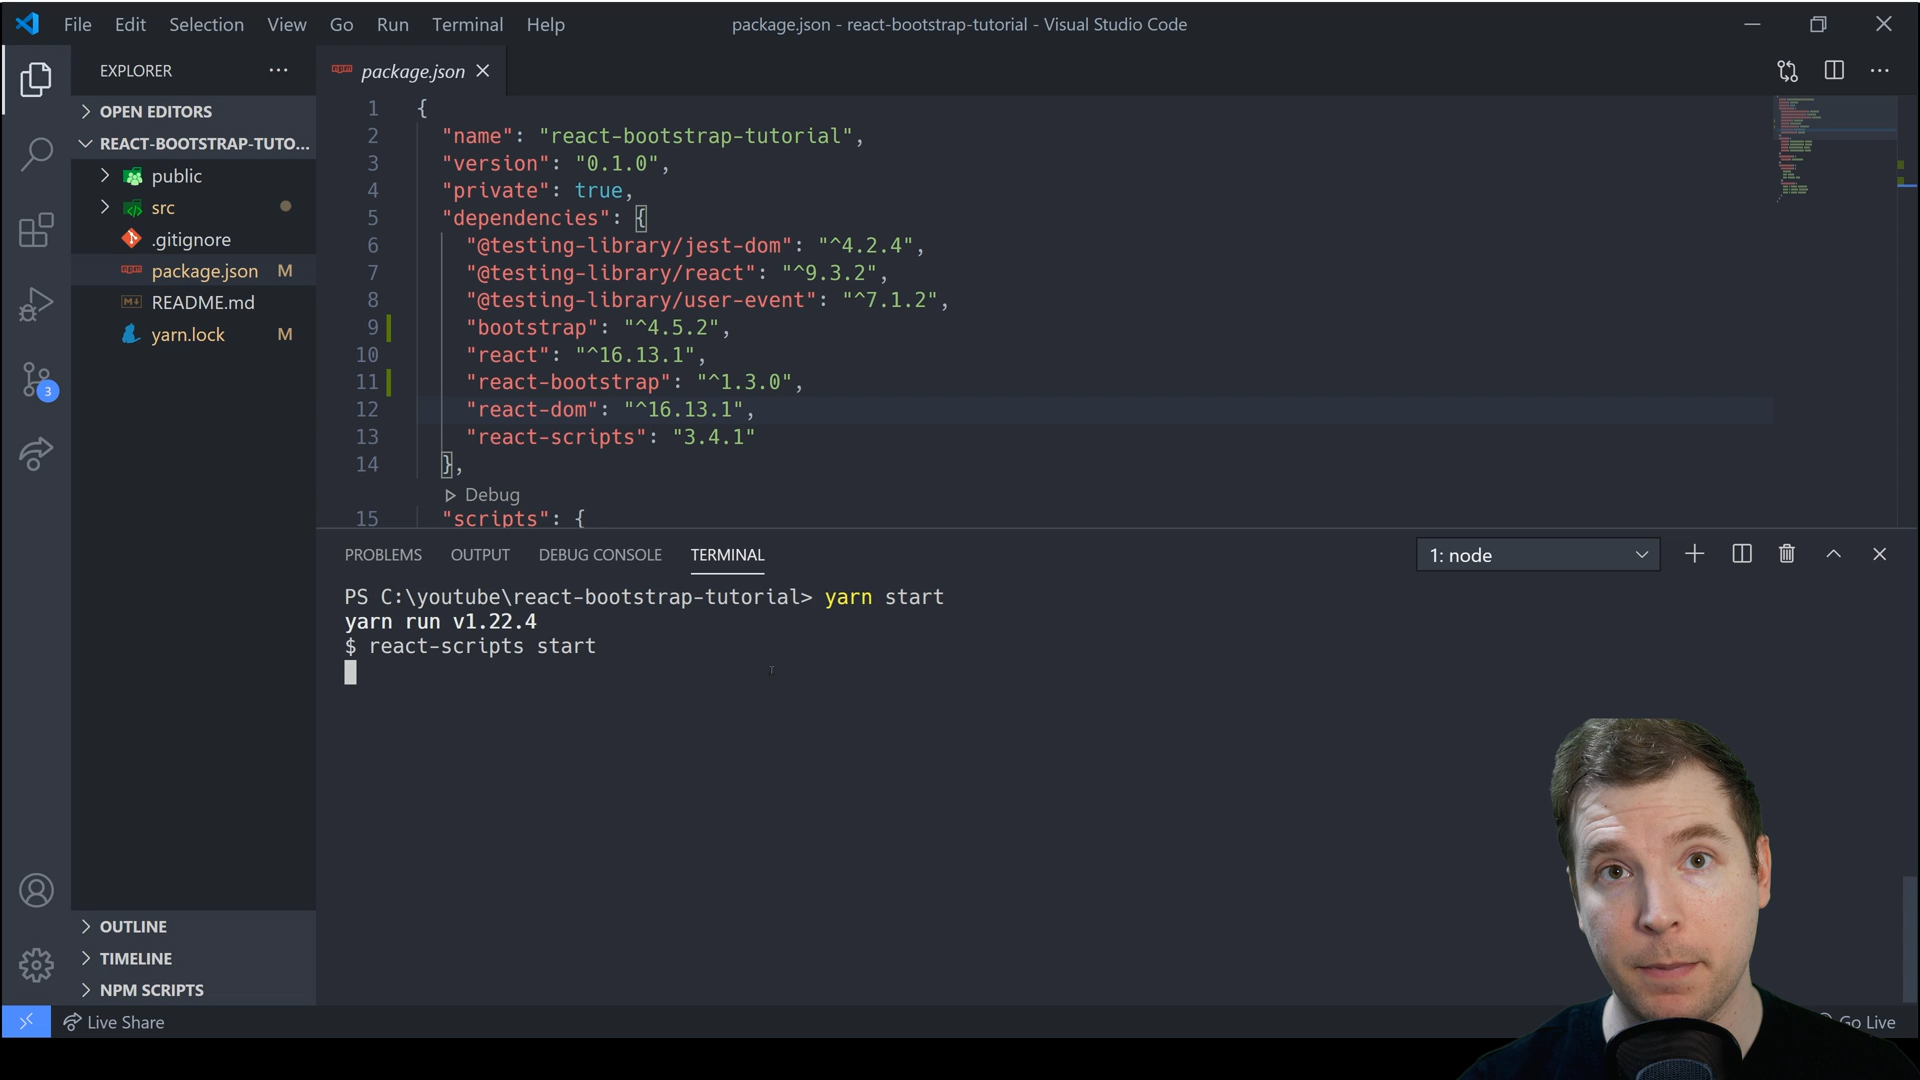 File Edit Selection View Go Run Terminal Help
package.json - react-bootstrap-tutorial - Visual Studio Code
EXPLORER
OPEN EDITORS
REACT-BOOTSTRAP-TUTO...
public
src
.gitignore
package.json M
README.md
yarn.lock M
3
OUTLINE
TIMELINE
NPM SCRIPTS
package.json
1 {
2 "name": "react-bootstrap-tutorial",
3 "version": "0.1.0",
4 "private": true,
5 "dependencies": {
6 "@testing-library/jest-dom": "^4.2.4",
7 "@testing-library/react": "^9.3.2",
8 "@testing-library/user-event": "^7.1.2",
9 "bootstrap": "^4.5.2",
10 "react": "^16.13.1",
11 "react-bootstrap": "^1.3.0",
12 "react-dom": "^16.13.1",
13 "react-scripts": "3.4.1"
14 },
Debug
15 "scripts": {
PROBLEMS OUTPUT DEBUG CONSOLE TERMINAL
1: node
PS C:\youtube\react-bootstrap-tutorial> yarn start
yarn run v1.22.4
$ react-scripts start
Live Share
Go Live